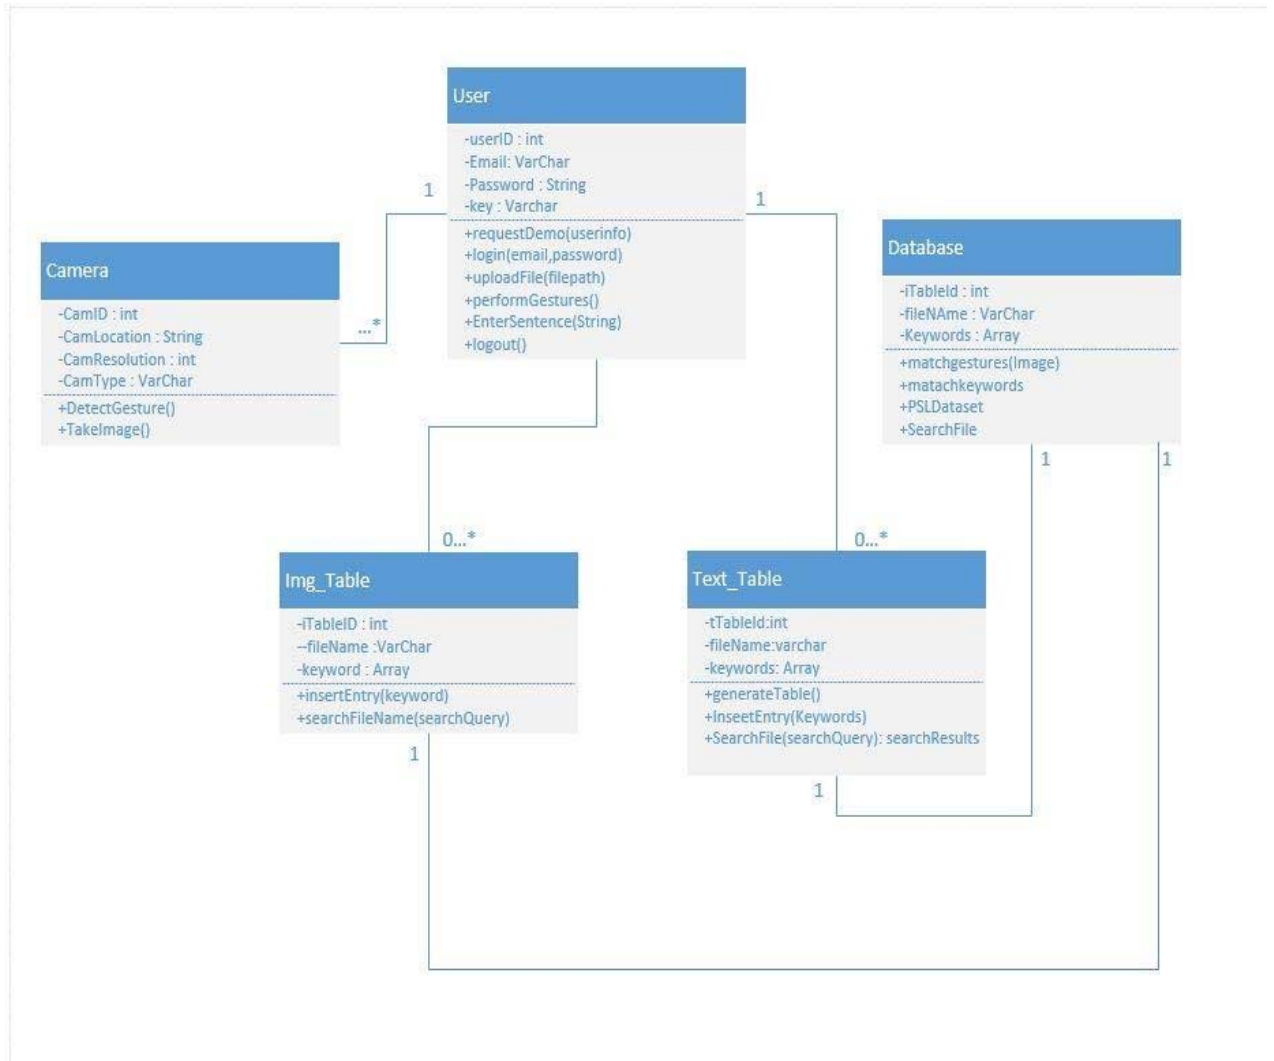 User
-userID : int
-Email: VarChar
-Password : String
-key : Varchar
+requestDemo(userinfo)
+login(email,password)
+uploadFile(filepath)
+performGestures()
+EnterSentence(String)
+logout()
1
1
Camera
-CamID : int
-CamLocation : String
-CamResolution : int
-CamType : VarChar
+DetectGesture()
+TakeImage()
...*
Database
-iTableId : int
-fileNAme : VarChar
-Keywords : Array
+matchgestures(Image)
+matachkeywords
+PSLDataset
+SearchFile
1
1
0...*
0...*
Img_Table
-iTableID : int
--fileName :VarChar
-keyword : Array
+insertEntry(keyword)
+searchFileName(searchQuery)
1
Text_Table
-tTableId:int
-fileName:varchar
-keywords: Array
+generateTable()
+InseetEntry(Keywords)
+SearchFile(searchQuery): searchResults
1